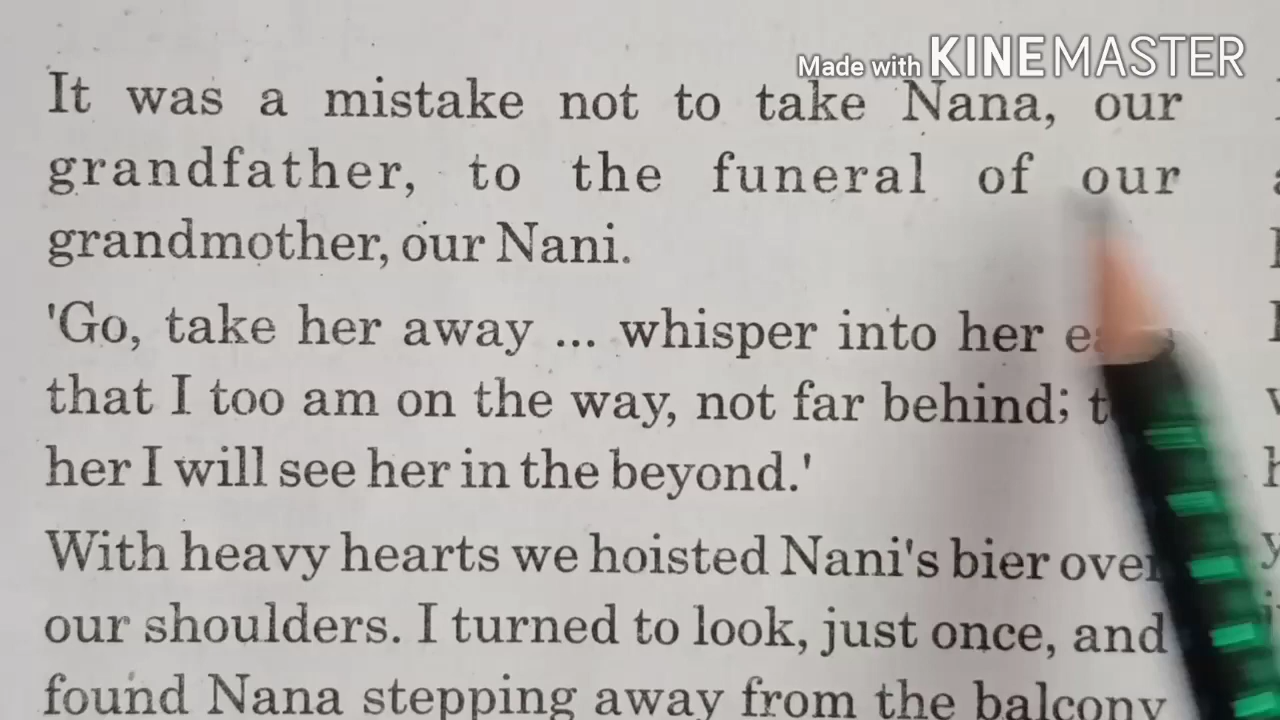 Made with KINEMASTER
It was a mistake not to take Nana, our
grandfather, to the funeral of our
grandmother, our Nani.
'Go, take her away ... whisper into her
that I too am on the way, not far behind;
her I will see her in the beyond.'
With heavy hearts we hoisted Nani's bier over
our shoulders. I turned to look, just once, and
found Nana stepping away from the balcony